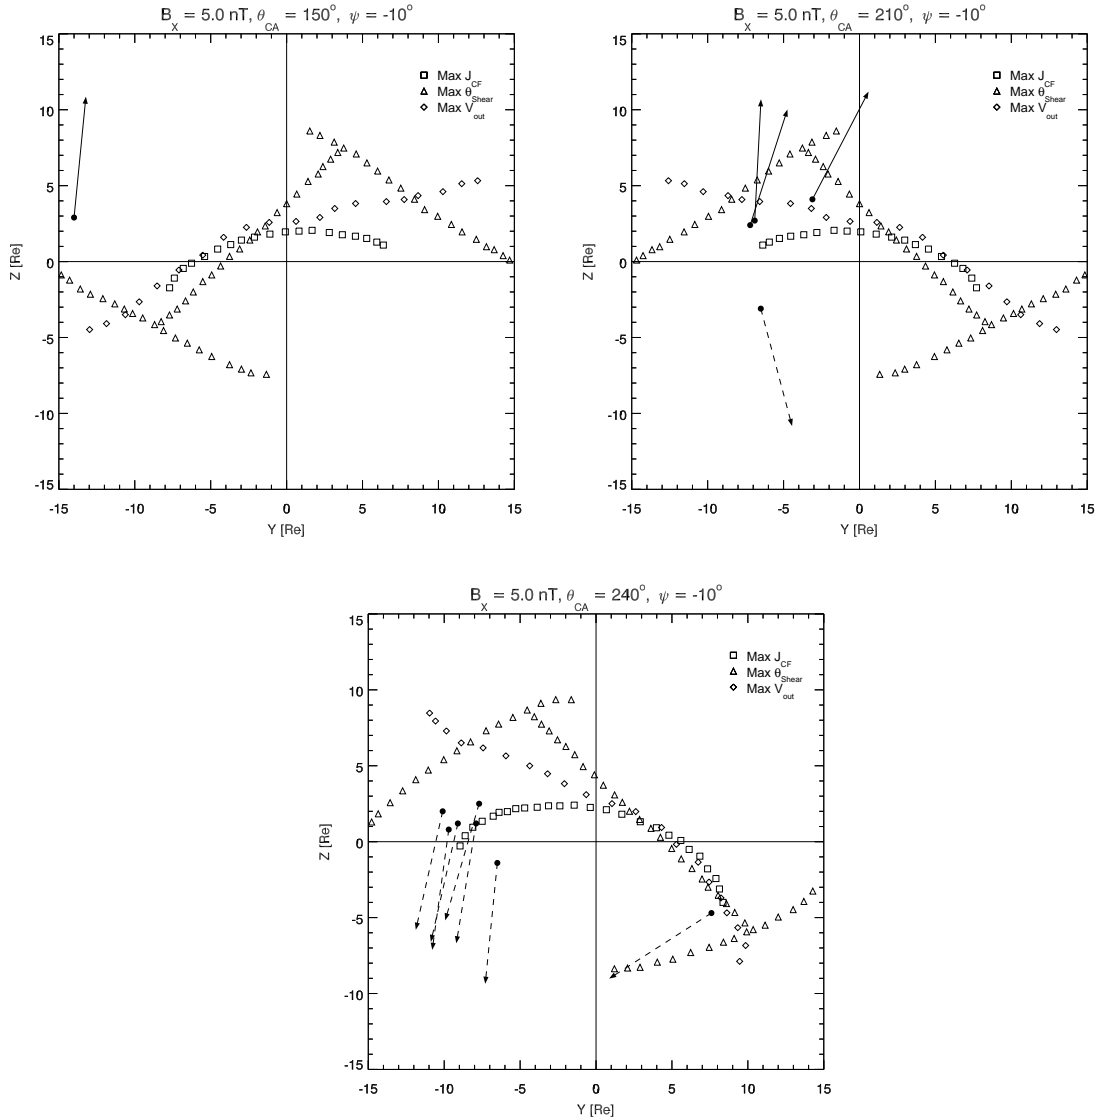 B_X = 5.0 nT, θ_CA = 150°, ψ = -10°
15
10
5
0
-5
-10
-15
Z [Re]
Max J_CF
Max θ_Shear
Max V_out
-15 -10 -5 0 5 10 15
Y [Re]
B_X = 5.0 nT, θ_CA = 210°, ψ = -10°
15
10
5
0
-5
-10
-15
Z [Re]
Max J_CF
Max θ_Shear
Max V_out
-15 -10 -5 0 5 10 15
Y [Re]
B_X = 5.0 nT, θ_CA = 240°, ψ = -10°
15
10
5
0
-5
-10
-15
Z [Re]
Max J_CF
Max θ_Shear
Max V_out
-15 -10 -5 0 5 10 15
Y [Re]